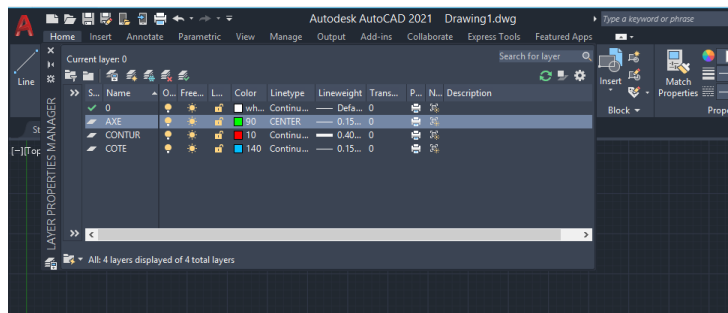 Autodesk AutoCAD 2021 Drawing1.dwg Type a keyword or phrase
Home Insert Annotate Parametric View Manage Output Add-ins Collaborate Express Tools Featured Apps
Current layer: 0 Search for layer
S... Name O... Free... L... Color Linetype Lineweight Trans... P... N... Description
0 wh... Continu... Defa... 0
AXE 90 CENTER 0.15... 0
CONTUR 10 Continu... 0.40... 0
COTE 140 Continu... 0.15... 0
All: 4 layers displayed of 4 total layers
LAYER PROPERTIES MANAGER
Line
St
[-][Top
Insert
Match
Properties
Block
Prope